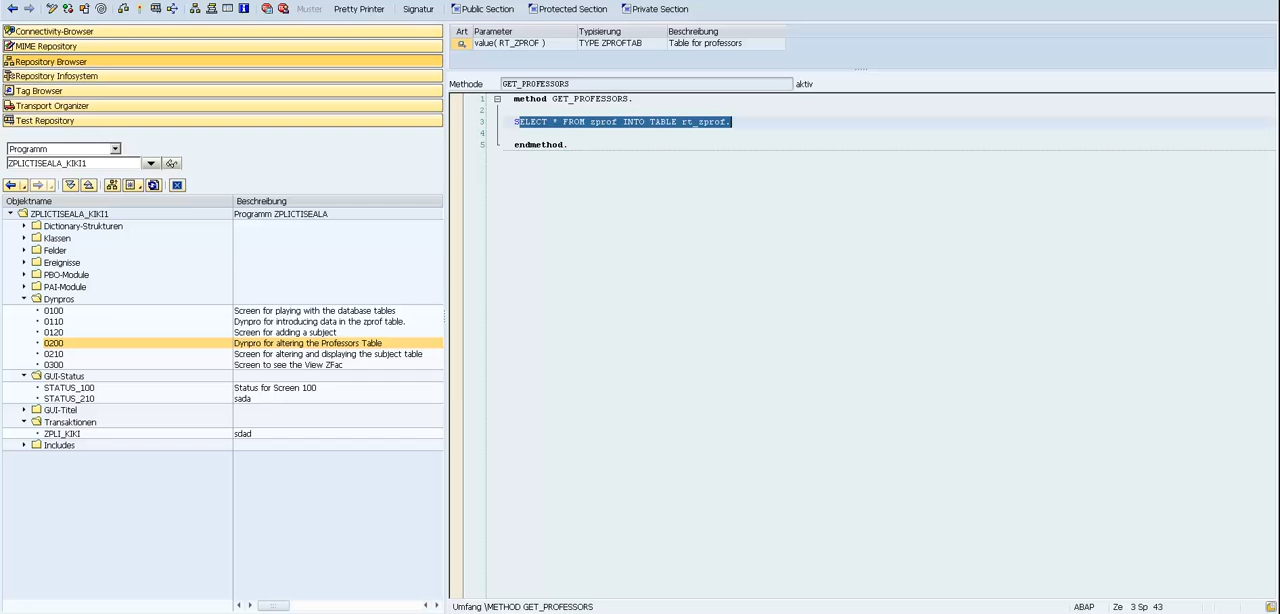 Muster Pretty Printer Signatur Public Section Protected Section Private Section
Connectivity-Browser
MIME Repository
Repository Browser
Repository Infosystem
Tag Browser
Transport Organizer
Test Repository
Programm
ZPLICTISEALA_KIKI1
Objektname Beschreibung
ZPLICTISEALA_KIKI1 Programm ZPLICTISEALA
Dictionary-Strukturen
Klassen
Felder
Ereignisse
PBO-Module
PAI-Module
Dynpros
0100 Screen for playing with the database tables
0110 Dynpro for introducing data in the zprof table.
0120 Screen for adding a subject
0200 Dynpro for altering the Professors Table
0210 Screen for altering and displaying the subject table
0300 Screen to see the View ZFac
GUI-Status
STATUS_100 Status for Screen 100
STATUS_210 sada
GUI-Titel
Transaktionen
ZPLI_KIKI sdad
Includes
Art Parameter Typisierung Beschreibung
value( RT_ZPROF ) TYPE ZPROFTAB Table for professors
Methode GET_PROFESSORS aktiv
1 method GET_PROFESSORS.
2
3 SELECT * FROM zprof INTO TABLE rt_zprof.
4
5 endmethod.
Umfang \METHOD GET_PROFESSORS ABAP Ze 3 Sp 43